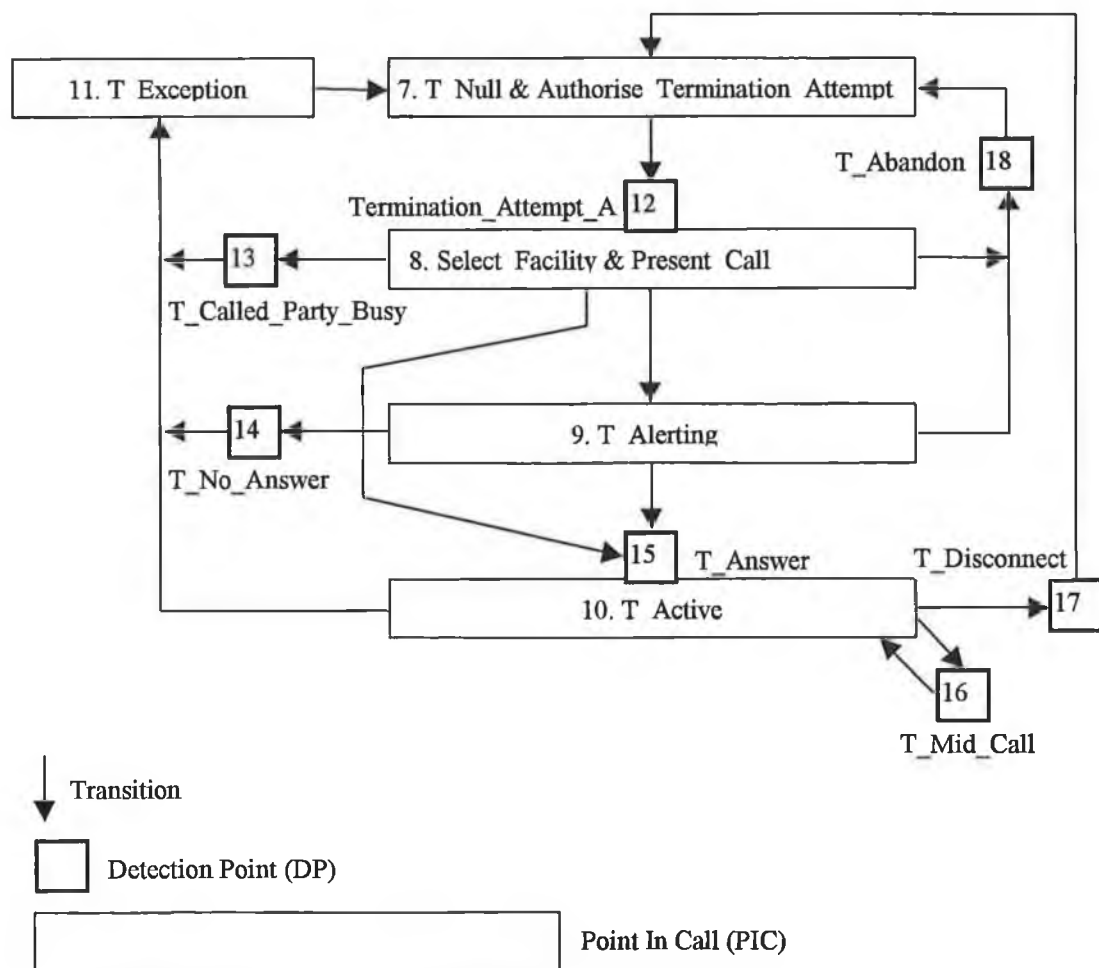 11. T Exception
7. T Null & Authorise Termination Attempt
T_Abandon
18
Termination_Attempt_A
12
13
8. Select Facility & Present Call
T_Called_Party_Busy
14
9. T Alerting
T_No_Answer
15
T_Answer
T_Disconnect
10. T Active
17
16
T_Mid_Call
Transition
Detection Point (DP)
Point In Call (PIC)